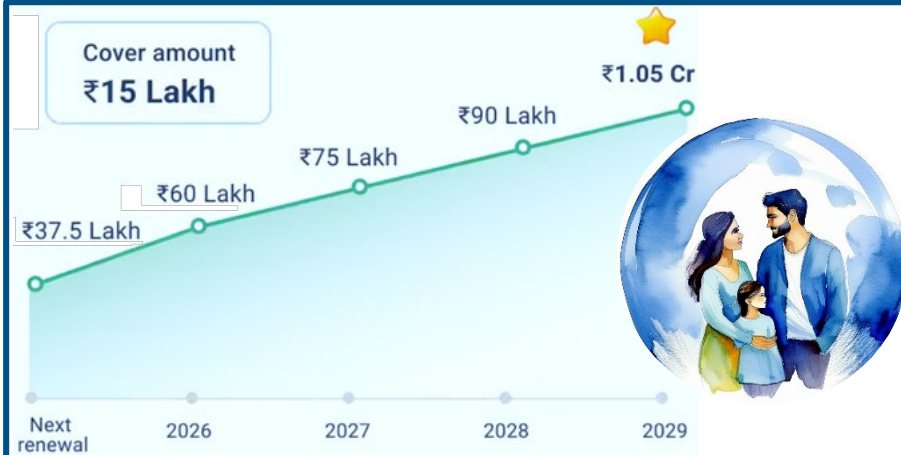 Cover amount
₹15 Lakh
₹1.05 Cr
₹90 Lakh
₹75 Lakh
₹60 Lakh
₹37.5 Lakh
Next
renewal
2026
2027
2028
2029